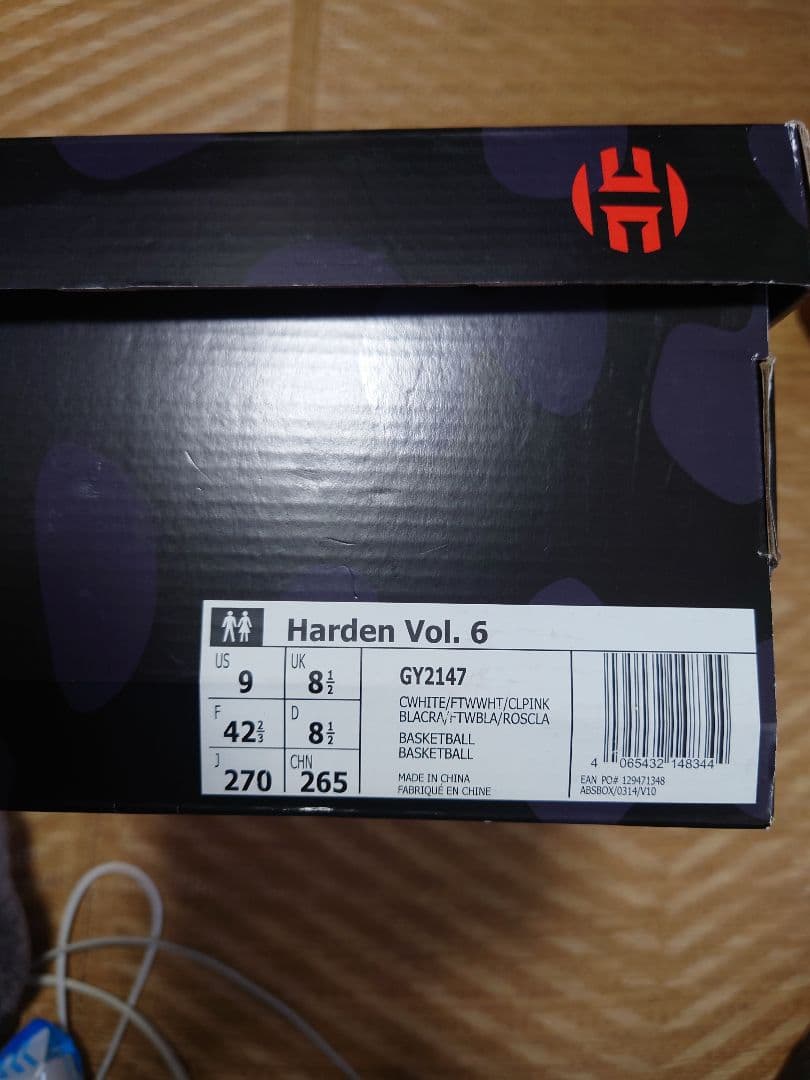 Harden Vol. 6
US 9 UK 8½
F 42⅔ D 8½
J 270 CHN 265
GY2147
CWHITE/FTWWHT/CLPINK
BLACRA/FTWBLA/ROSCLA
BASKETBALL
BASKETBALL
MADE IN CHINA
FABRIQUÉ EN CHINE
4 065432 148344
EAN PO# 129471348
ABSBOX/0314/V10